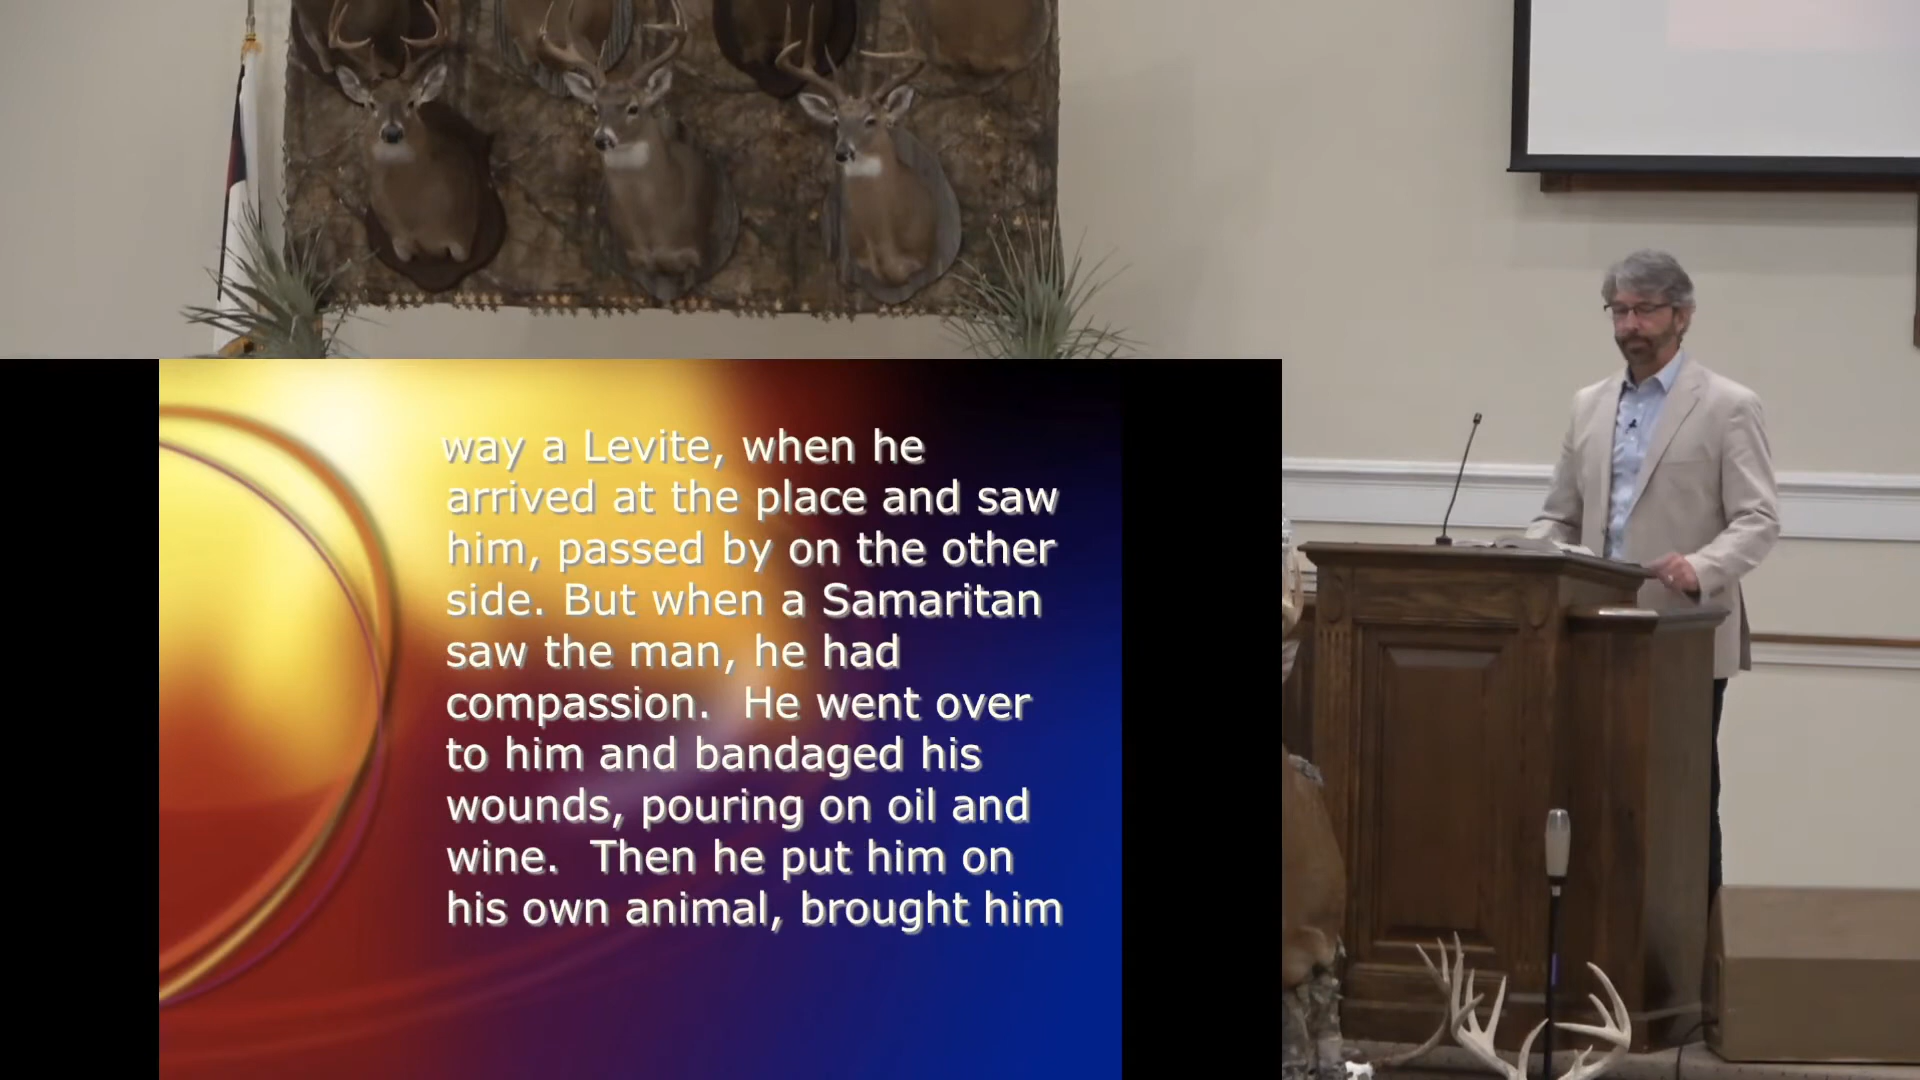 way a Levite, when he
arrived at the place and saw
him, passed by on the other
side. But when a Samaritan
saw the man, he had
compassion.  He went over
to him and bandaged his
wounds, pouring on oil and
wine.  Then he put him on
his own animal, brought him